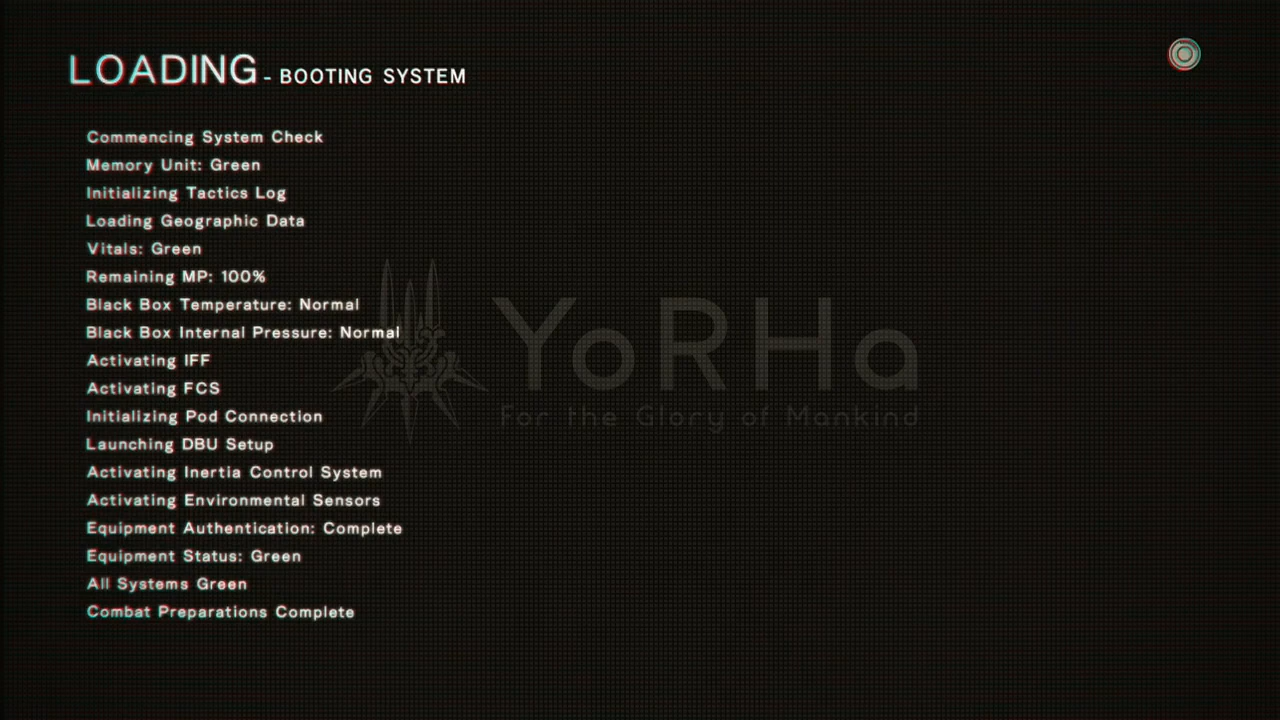 LOADING - BOOTING SYSTEM
Commencing System Check
Memory Unit: Green
Initializing Tactics Log
Loading Geographic Data
Vitals: Green
Remaining MP: 100%
Black Box Temperature: Normal
Black Box Internal Pressure: Normal
Activating IFF
Activating FCS
Initializing Pod Connection
Launching DBU Setup
Activating Inertia Control System
Activating Environmental Sensors
Equipment Authentication: Complete
Equipment Status: Green
All Systems Green
Combat Preparations Complete
YoRHa
For the Glory of Mankind